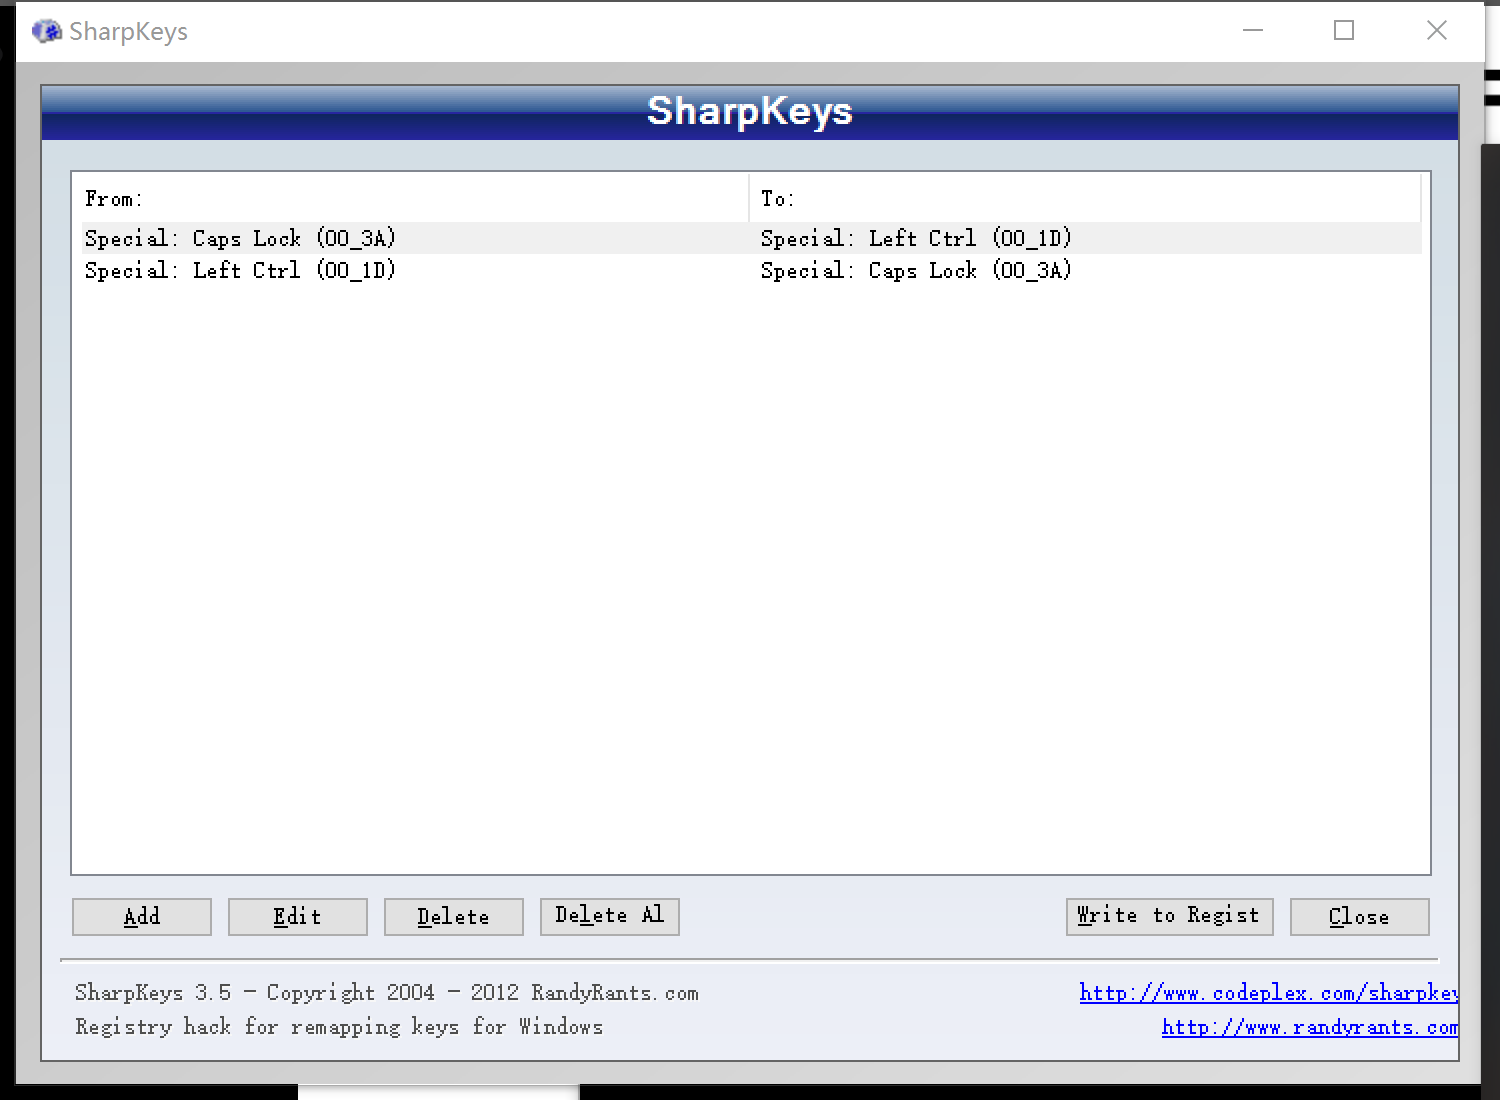 SharpKeys
SharpKeys
From: To:
Special: Caps Lock (00_3A) Special: Left Ctrl (00_1D)
Special: Left Ctrl (00_1D) Special: Caps Lock (00_3A)
Add Edit Delete Delete Al Write to Regist Close
SharpKeys 3.5 - Copyright 2004 - 2012 RandyRants.com http://www.codeplex.com/sharpkey
Registry hack for remapping keys for Windows http://www.randyrants.com